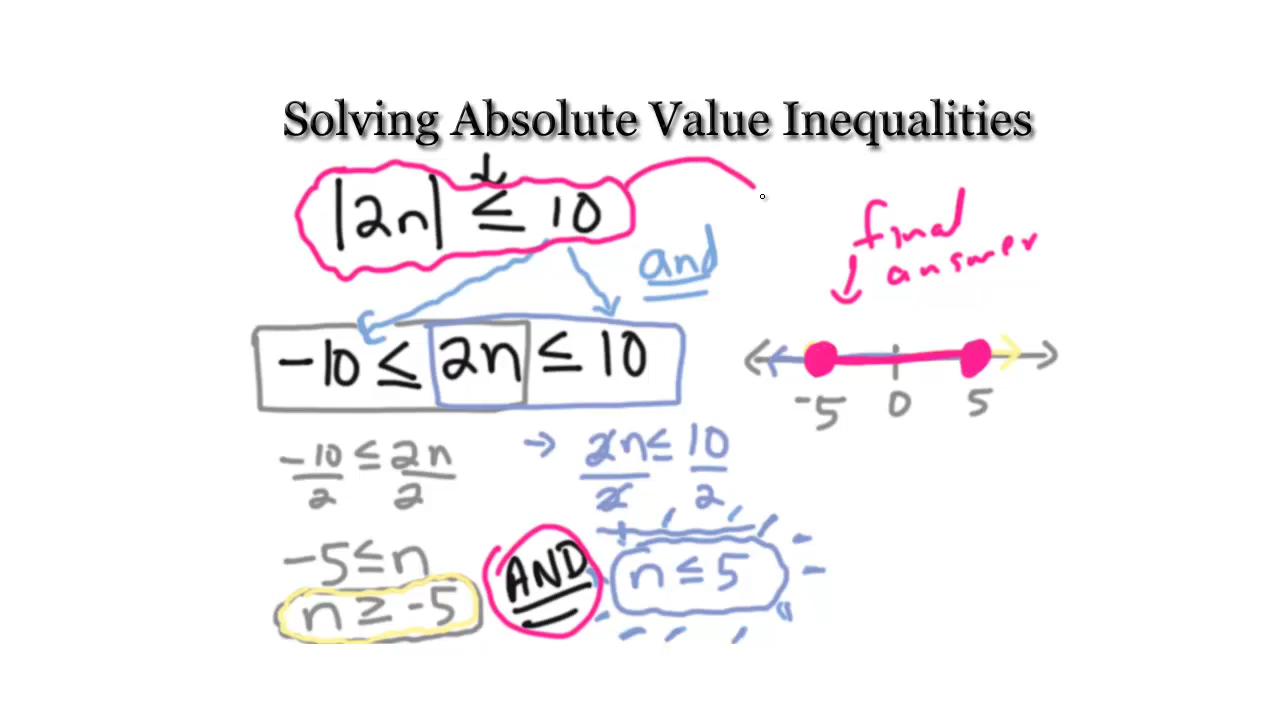 Solving Absolute Value Inequalities
|2n| ≤ 10
and
final
answer
-10 ≤ 2n ≤ 10
-5 0 5
-10/2 ≤ 2n/2
→ 2n/2 ≤ 10/2
-5 ≤ n
AND
n ≤ 5
n ≥ -5